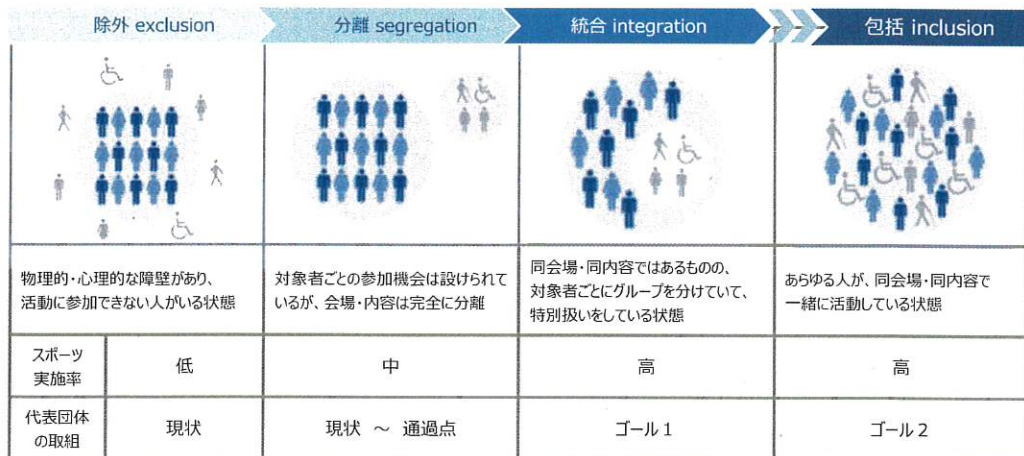 除外 exclusion
分離 segregation
統合 integration
包括 inclusion
物理的・心理的な障壁があり、
活動に参加できない人がいる状態
対象者ごとの参加機会は設けられて
いるが、会場・内容は完全に分離
同会場・同内容ではあるものの、
対象者ごとにグループを分けていて、
特別扱いをしている状態
あらゆる人が、同会場・同内容で
一緒に活動している状態
スポーツ
実施率
低
中
高
高
代表団体
の取組
現状
現状 ～ 通過点
ゴール1
ゴール2